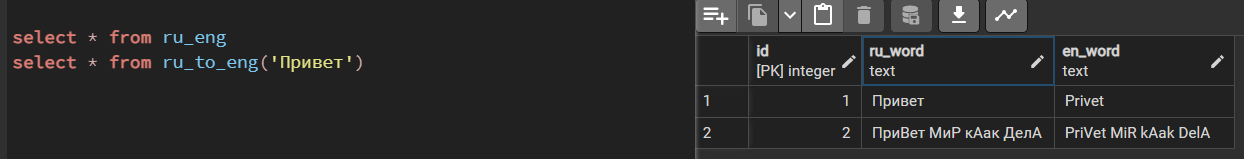 select * from ru_eng
select * from ru_to_eng('Привет')
id
[PK] integer
ru_word
text
en_word
text
1 1 Привет Privet
2 2 ПриВет МиР кАак ДелА PriVet MiR kAak DelA